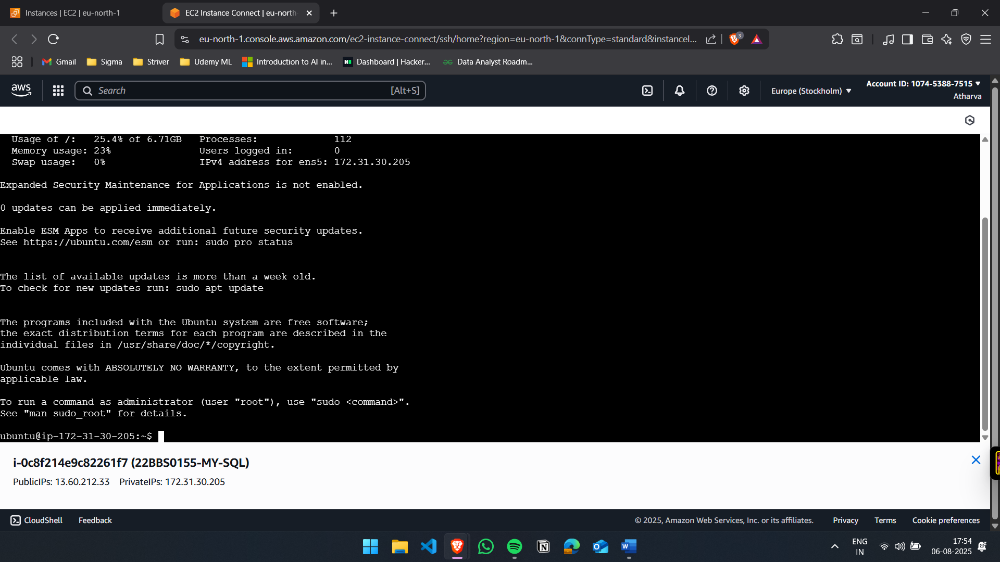 Instances | EC2 | eu-north-1
EC2 Instance Connect | eu-north-
eu-north-1.console.aws.amazon.com/ec2-instance-connect/ssh/home?region=eu-north-1&connType=standard&instanceI...
3
Gmail
Sigma
Striver
Udemy ML
Introduction to AI in...
Dashboard | Hacker...
Data Analyst Roadm...
aws
Search
[Alt+S]
Europe (Stockholm)
Account ID: 1074-5388-7515
Atharva
Usage of /: 25.4% of 6.71GB Processes: 112
Memory usage: 23% Users logged in: 0
Swap usage: 0% IPv4 address for ens5: 172.31.30.205
Expanded Security Maintenance for Applications is not enabled.
0 updates can be applied immediately.
Enable ESM Apps to receive additional future security updates.
See https://ubuntu.com/esm or run: sudo pro status
The list of available updates is more than a week old.
To check for new updates run: sudo apt update
The programs included with the Ubuntu system are free software;
the exact distribution terms for each program are described in the
individual files in /usr/share/doc/*/copyright.
Ubuntu comes with ABSOLUTELY NO WARRANTY, to the extent permitted by
applicable law.
To run a command as administrator (user "root"), use "sudo <command>".
See "man sudo_root" for details.
ubuntu@ip-172-31-30-205:~$
i-0c8f214e9c82261f7 (22BBS0155-MY-SQL)
PublicIPs: 13.60.212.33 PrivateIPs: 172.31.30.205
CloudShell
Feedback
© 2025, Amazon Web Services, Inc. or its affiliates.
Privacy
Terms
Cookie preferences
ENG
IN
17:54
06-08-2025